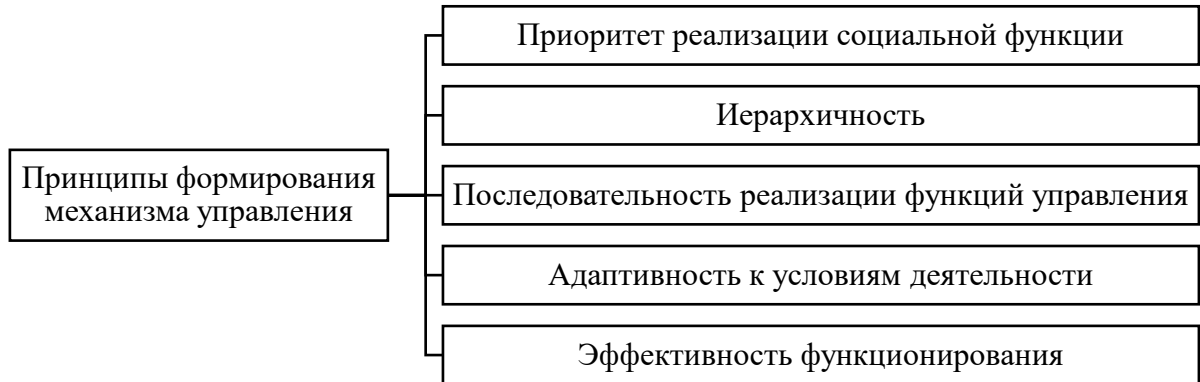 Приоритет реализации социальной функции
Иерархичность
Принципы формирования
механизма управления
Последовательность реализации функций управления
Адаптивность к условиям деятельности
Эффективность функционирования